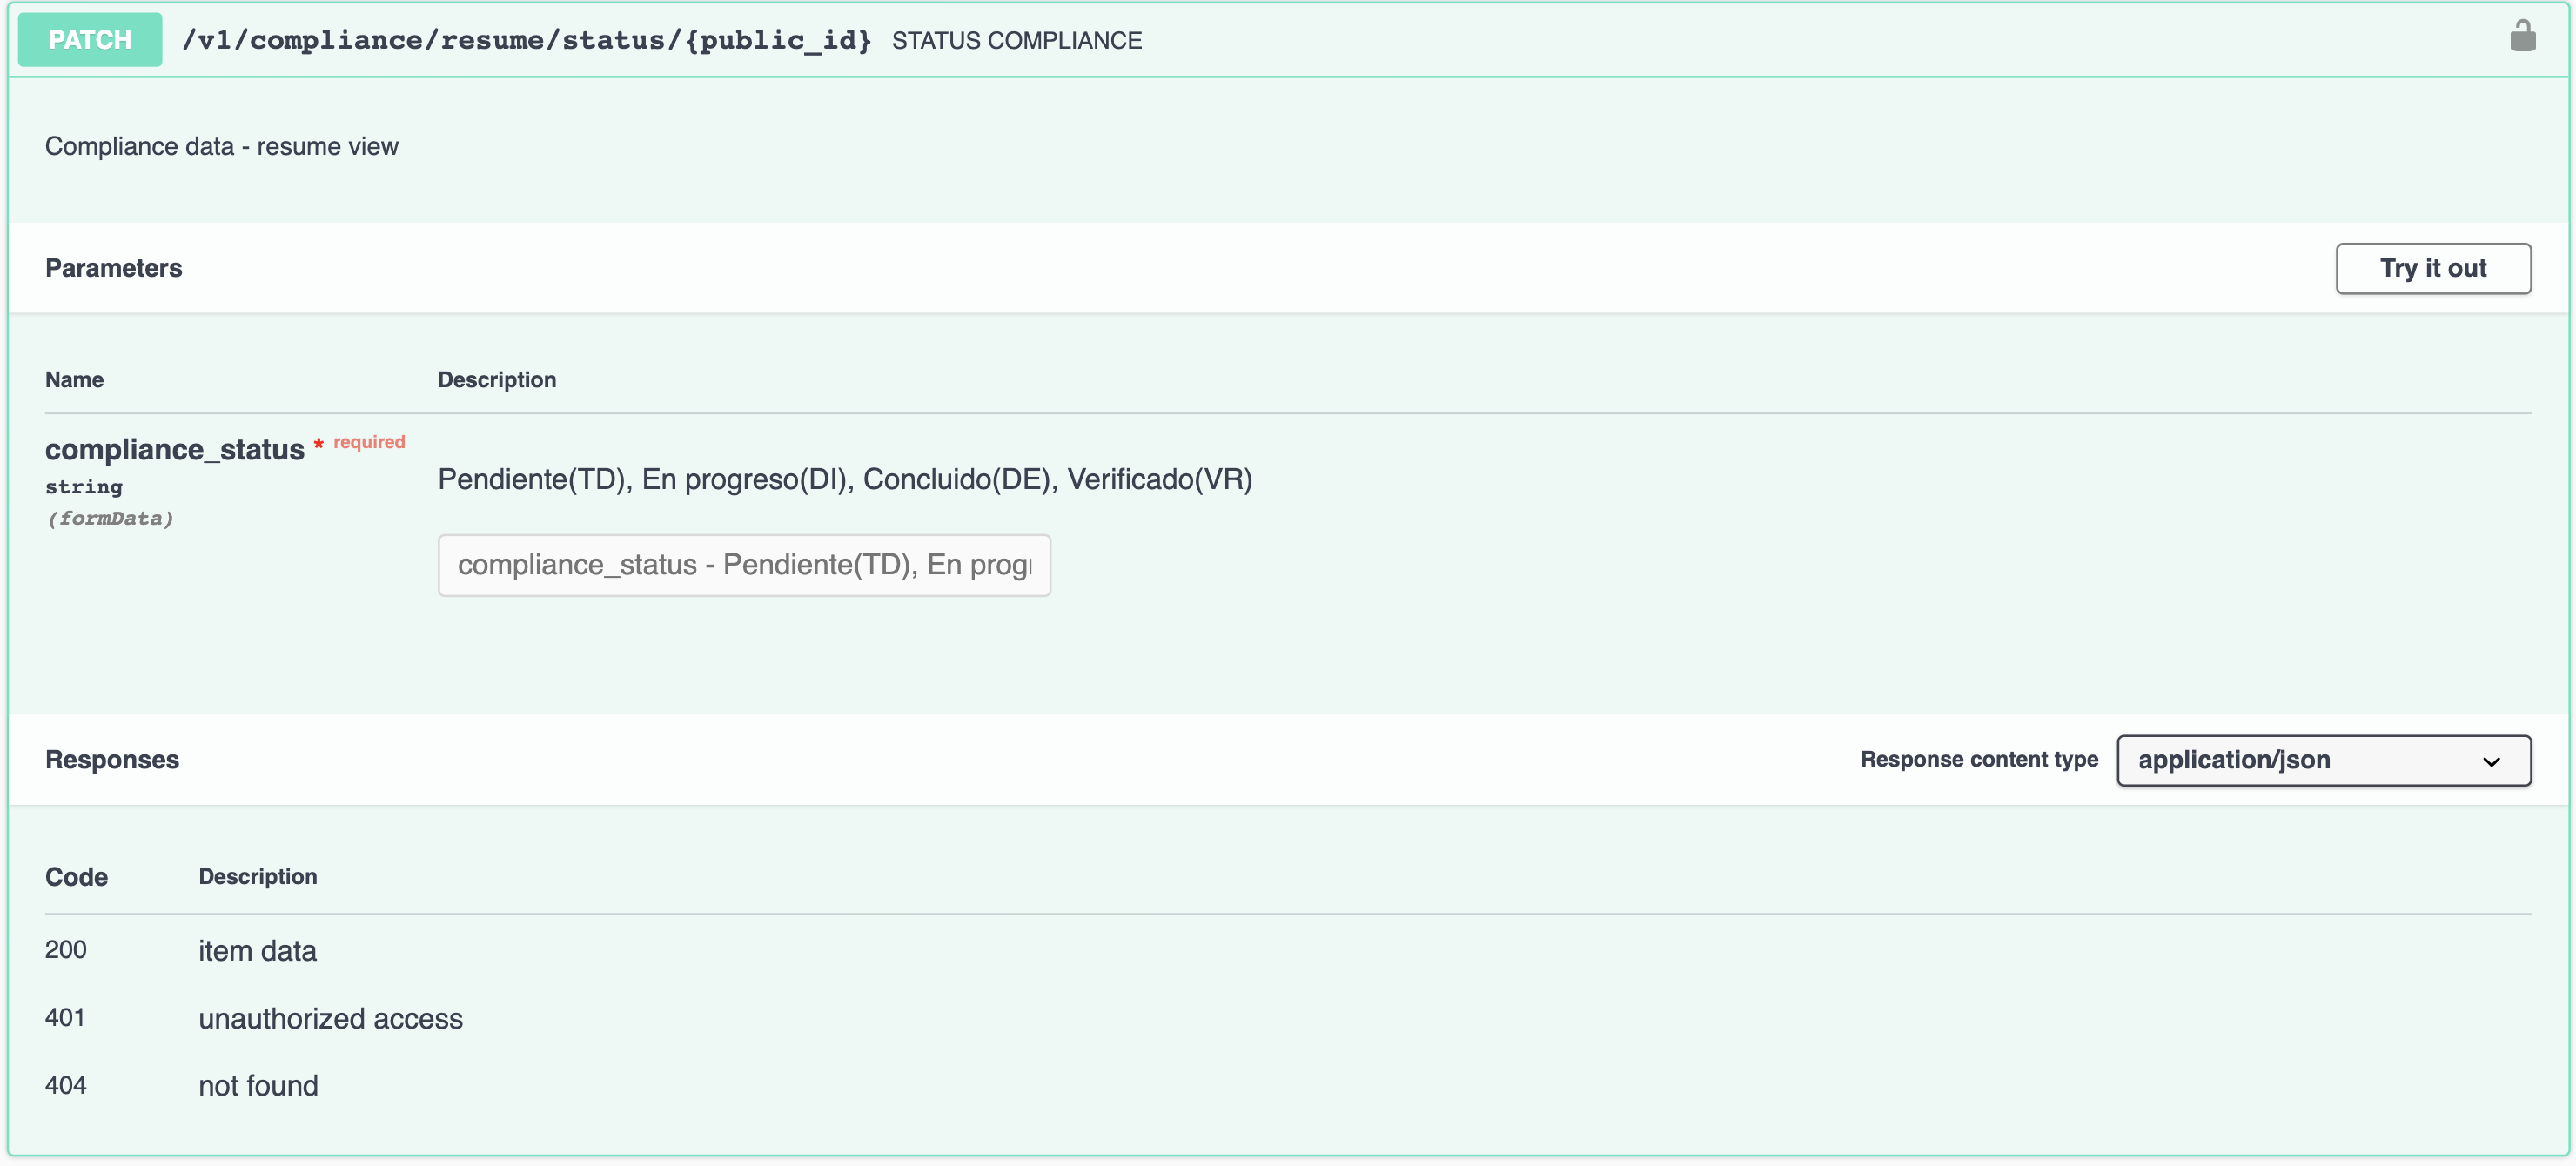 PATCH /v1/compliance/resume/status/{public_id} STATUS COMPLIANCE
Compliance data - resume view
Parameters Try it out
Name Description
compliance_status * required
string
(formData)
Pendiente(TD), En progreso(DI), Concluido(DE), Verificado(VR)
compliance_status - Pendiente(TD), En prog
Responses Response content type application/json
Code Description
200 item data
401 unauthorized access
404 not found